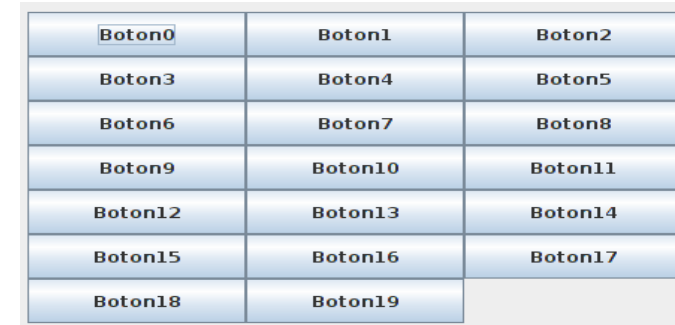 Boton0 Boton1 Boton2
Boton3 Boton4 Boton5
Boton6 Boton7 Boton8
Boton9 Boton10 Boton11
Boton12 Boton13 Boton14
Boton15 Boton16 Boton17
Boton18 Boton19